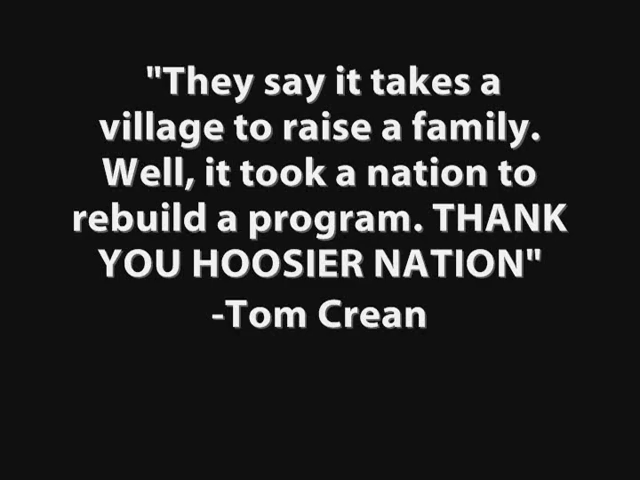 "They say it takes a
village to raise a family.
Well, it took a nation to
rebuild a program. THANK
YOU HOOSIER NATION"
-Tom Crean